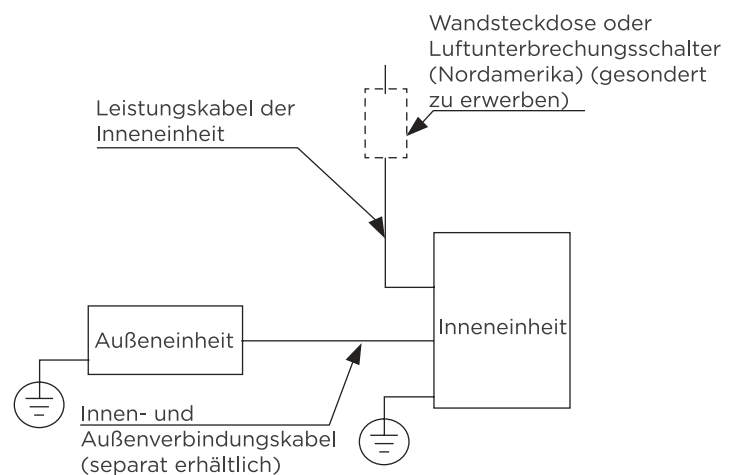 Wandsteckdose oder
Luftunterbrechungsschalter
(Nordamerika) (gesondert
zu erwerben)
Leistungskabel der
Inneneinheit
Außeneinheit
Inneneinheit
Innen- und
Außenverbindungskabel
(separat erhältlich)